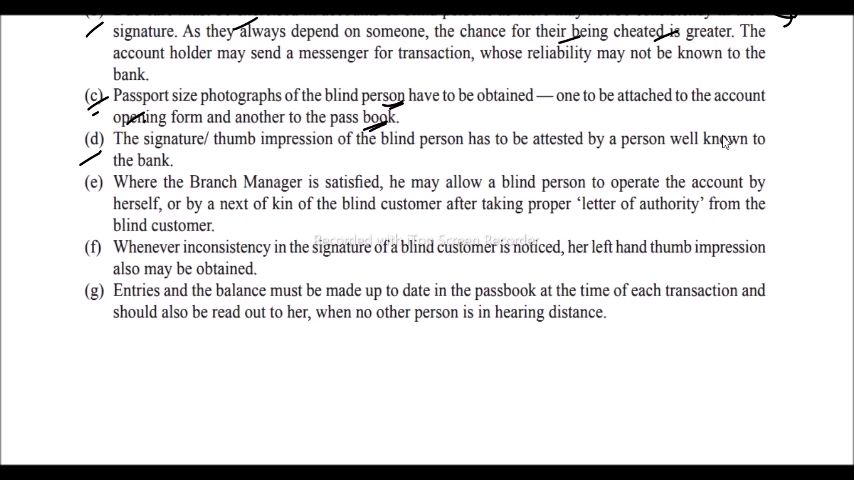 signature. As they always depend on someone, the chance for their being cheated is greater. The
account holder may send a messenger for transaction, whose reliability may not be known to the
bank.
(c) Passport size photographs of the blind person have to be obtained — one to be attached to the account
opening form and another to the pass book.
(d) The signature/ thumb impression of the blind person has to be attested by a person well known to
the bank.
(e) Where the Branch Manager is satisfied, he may allow a blind person to operate the account by
herself, or by a next of kin of the blind customer after taking proper ‘letter of authority’ from the
blind customer.
Recorded with iTop Screen Recorder
(f) Whenever inconsistency in the signature of a blind customer is noticed, her left hand thumb impression
also may be obtained.
(g) Entries and the balance must be made up to date in the passbook at the time of each transaction and
should also be read out to her, when no other person is in hearing distance.